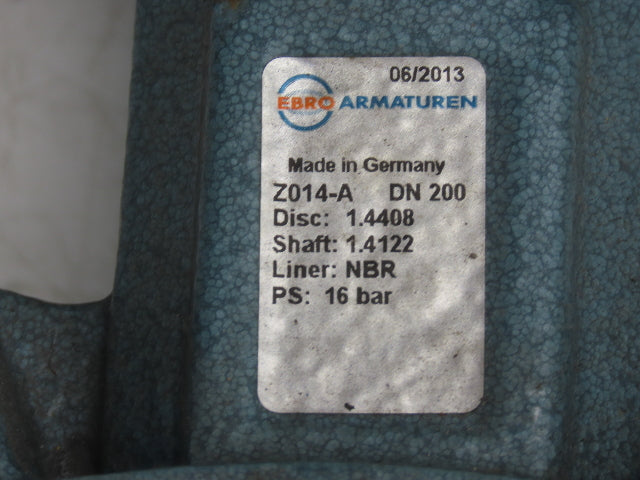 06/2013
EBRO ARMATUREN
Made in Germany
Z014-A DN 200
Disc: 1.4408
Shaft: 1.4122
Liner: NBR
PS: 16 bar